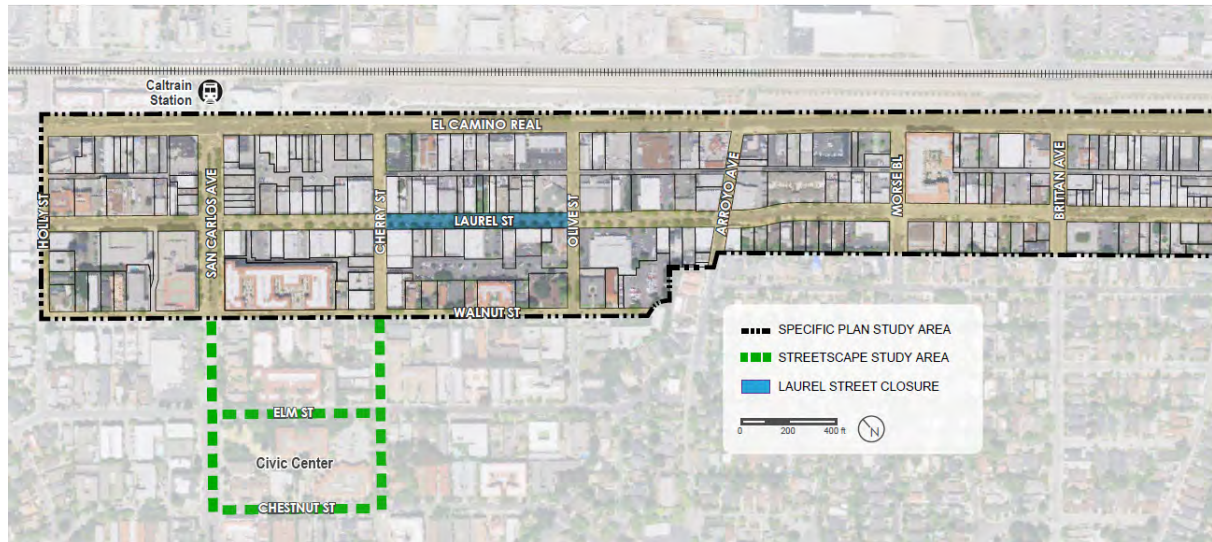 Caltrain
Station
EL CAMINO REAL
HOLLY ST
SAN CARLOS AVE
CHERRY ST
LAUREL ST
OLIVE ST
ARROYO AVE
MORSE BL
BRITTAN AVE
WALNUT ST
SPECIFIC PLAN STUDY AREA
STREETSCAPE STUDY AREA
LAUREL STREET CLOSURE
0 200 400 ft
N
ELM ST
Civic Center
CHESTNUT ST